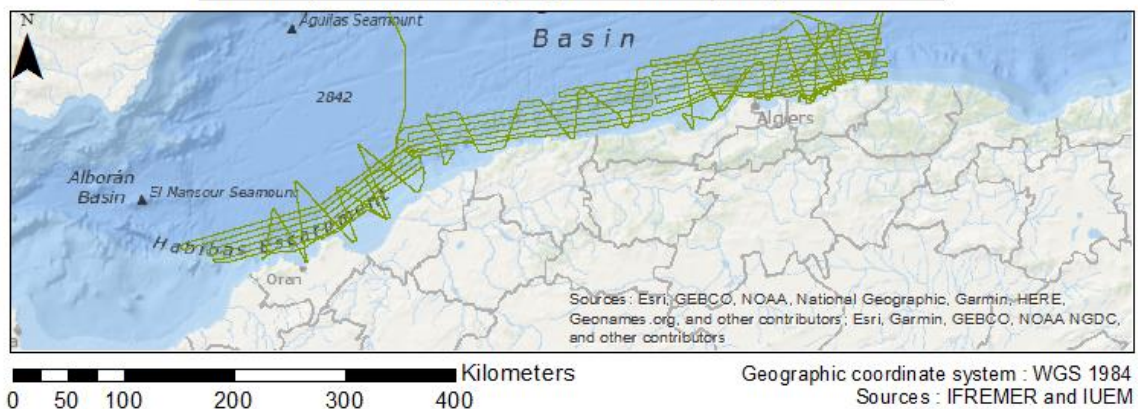 N
Aguilas Seamount
Basin
2842
Algiers
Alborán
Basin
El Mansour Seamount
Habibas Escarpment
Oran
Sources : Esri, GEBCO, NOAA, National Geographic, Garmin, HERE,
Geonames.org, and other contributors ; Esri, Garmin, GEBCO, NOAA NGDC,
and other contributors
a
Kilometers
0 50 100 200 300 400
Geographic coordinate system : WGS 1984
Sources : IFREMER and IUEM